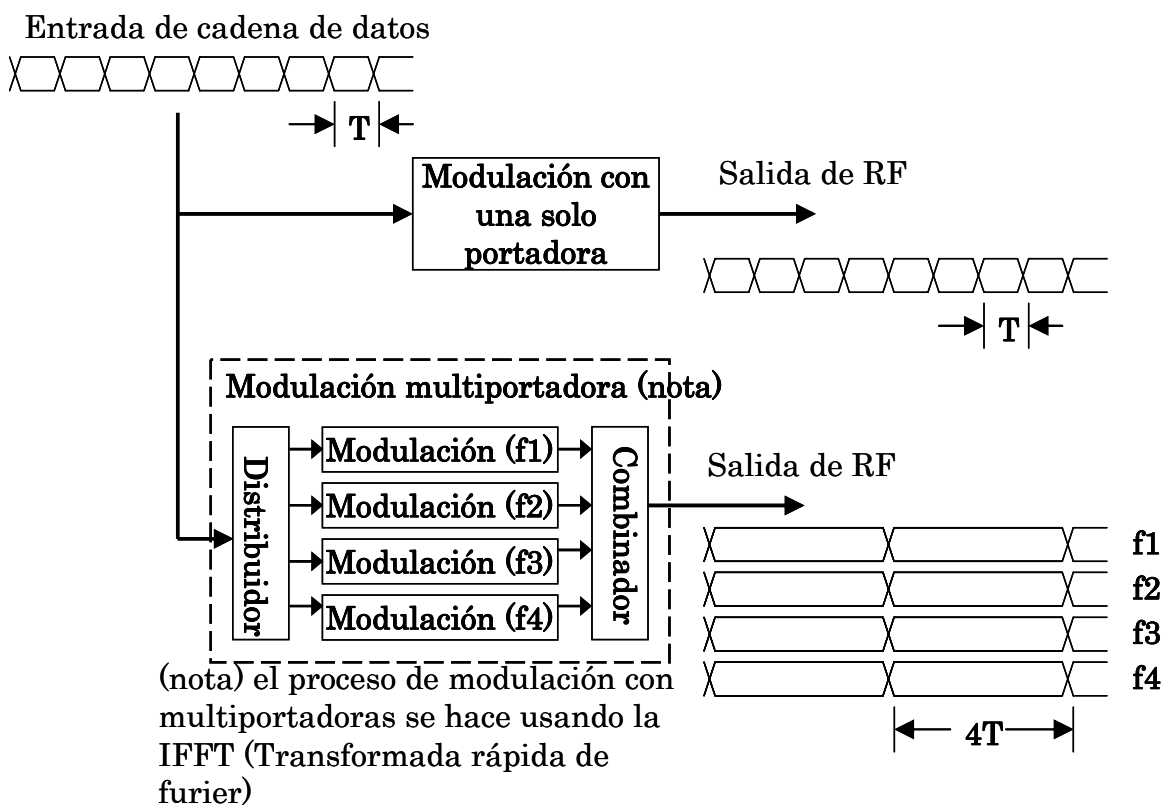 Entrada de cadena de datos
T
Modulación con
una solo
portadora
Salida de RF
T
Modulación multiportadora (nota)
Distribuidor
Modulación (f1)
Modulación (f2)
Modulación (f3)
Modulación (f4)
Combinador
Salida de RF
f1
f2
f3
f4
4T
(nota) el proceso de modulación con
multiportadoras se hace usando la
IFFT (Transformada rápida de
furier)